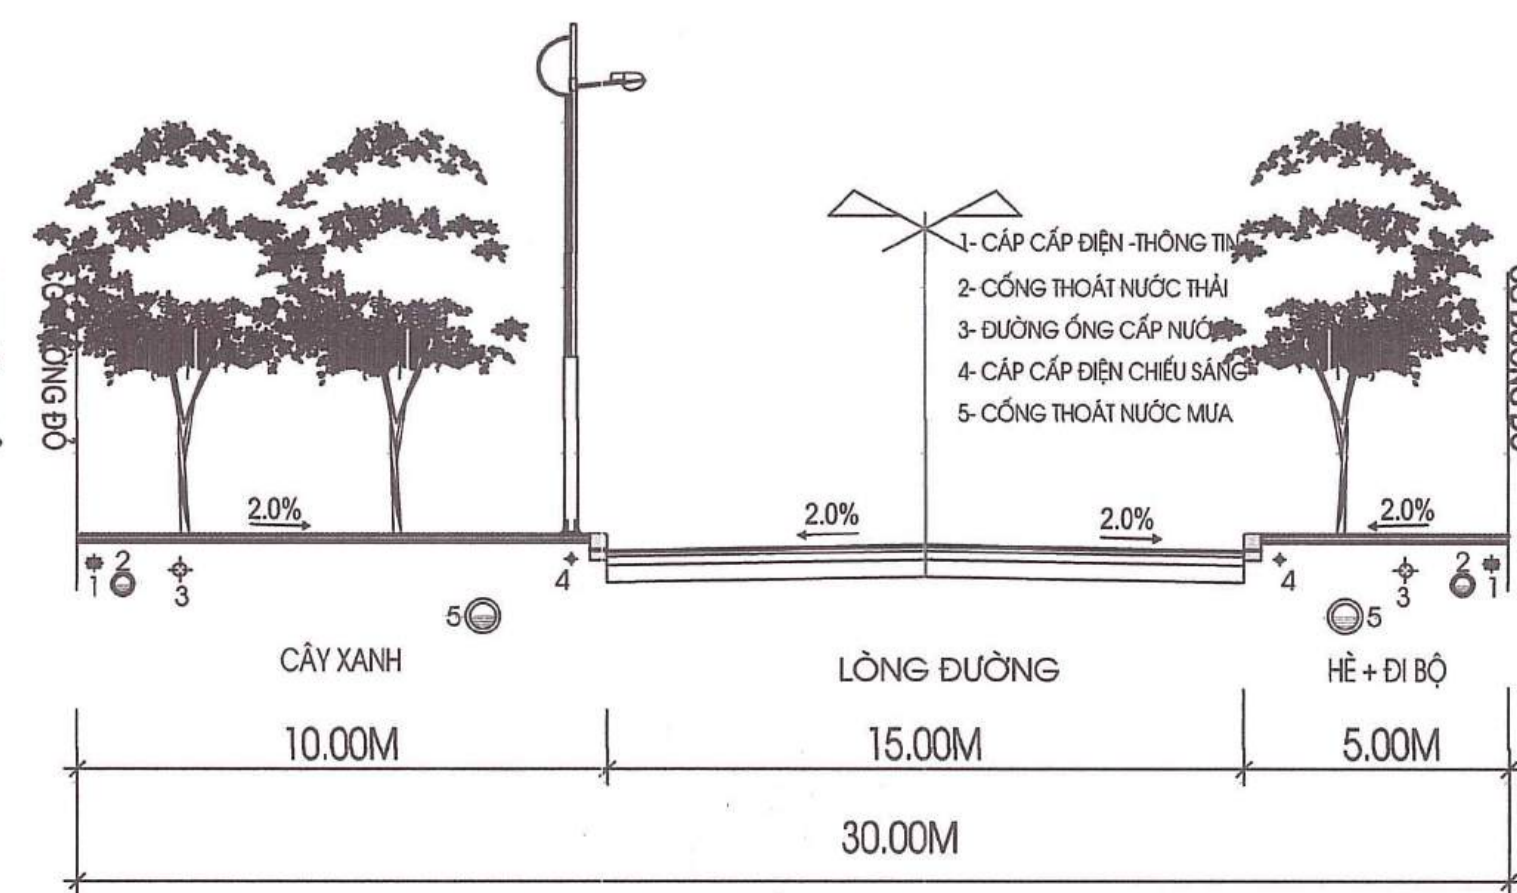 1- CÁP CẤP ĐIỆN -THÔNG TIN
2- CỐNG THOÁT NƯỚC THẢI
3- ĐƯỜNG ỐNG CẤP
4- CÁP CẤP ĐIỆN CHIẾU SÁNG
5- CỐNG THOÁT NƯỚC MƯA
ĐỎ
2.0%
2.0%
2.0%
2.0%
1
2
3
5
4
4
5
3
2
1
CÂY XANH
LÒNG ĐƯỜNG
HÈ + ĐI BỘ
10.00M
15.00M
5.00M
30.00M